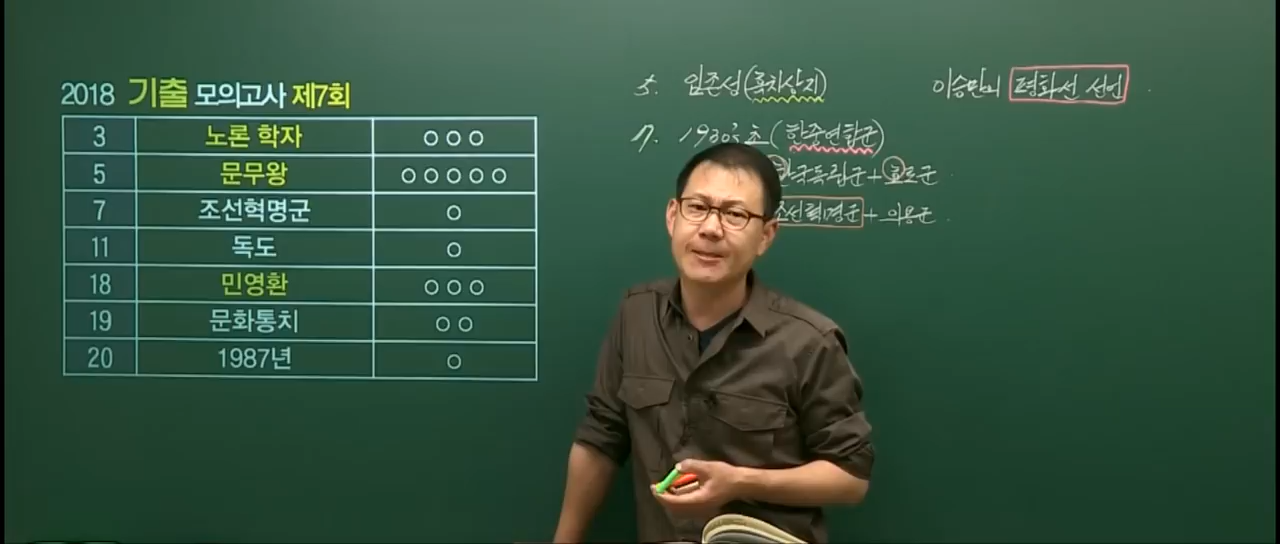 2018 기출 모의고사 제7회
3 노론 학자 ○○○
5 문무왕 ○○○○○
7 조선혁명군 ○
11 독도 ○
18 민영환 ○○○
19 문화통치 ○○
20 1987년 ○
5. 임존성(흑치상지)
이승만의 평화선 선언
7. 1930's 초(한중연합군)
한국독립군+호로군
조선혁명군+의용군